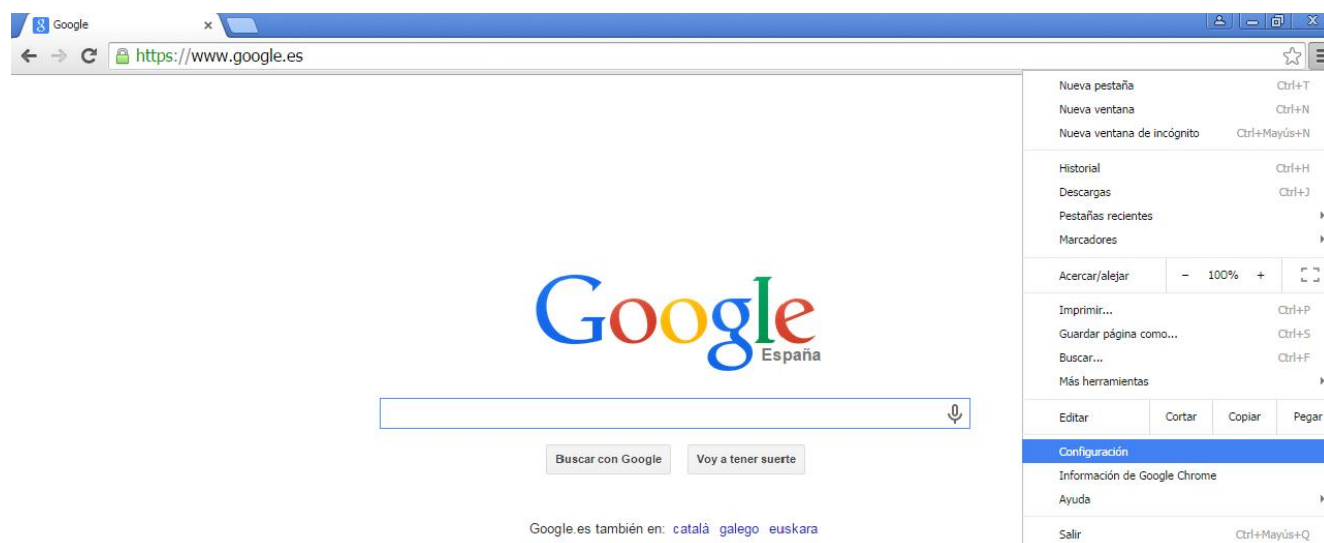 Google
https://www.google.es
Nueva pestaña Ctrl+T
Nueva ventana Ctrl+N
Nueva ventana de incógnito Ctrl+Mayús+N
Historial Ctrl+H
Descargas Ctrl+J
Pestañas recientes
Marcadores
Acercar/alejar - 100% +
Imprimir... Ctrl+P
Guardar página como... Ctrl+S
Buscar... Ctrl+F
Más herramientas
Editar Cortar Copiar Pegar
Configuración
Información de Google Chrome
Ayuda
Salir Ctrl+Mayús+Q
Google
España
Buscar con Google Voy a tener suerte
Google.es también en: català galego euskara